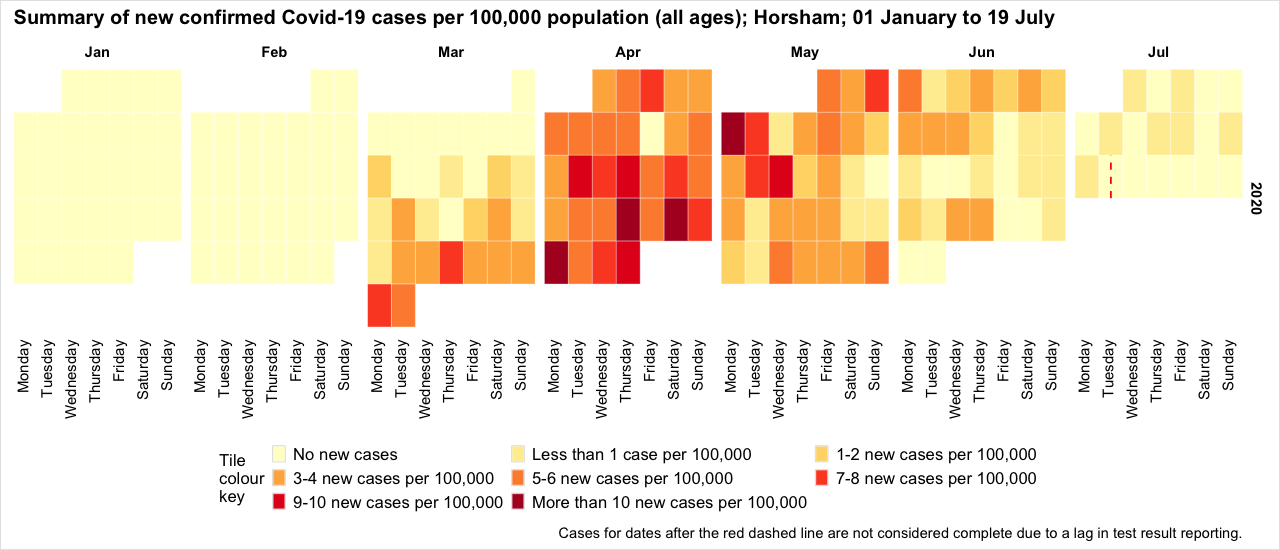 Summary of new confirmed Covid-19 cases per 100,000 population (all ages); Horsham; 01 January to 19 July
Jan Feb Mar Apr May Jun Jul
2020
Monday Tuesday Wednesday Thursday Friday Saturday Sunday Monday Tuesday Wednesday Thursday Friday Saturday Sunday Monday Tuesday Wednesday Thursday Friday Saturday Sunday Monday Tuesday Wednesday Thursday Friday Saturday Sunday Monday Tuesday Wednesday Thursday Friday Saturday Sunday Monday Tuesday Wednesday Thursday Friday Saturday Sunday Monday Tuesday Wednesday Thursday Friday Saturday Sunday
Tile
colour
key
No new cases Less than 1 case per 100,000 1-2 new cases per 100,000
3-4 new cases per 100,000 5-6 new cases per 100,000 7-8 new cases per 100,000
9-10 new cases per 100,000 More than 10 new cases per 100,000
Cases for dates after the red dashed line are not considered complete due to a lag in test result reporting.